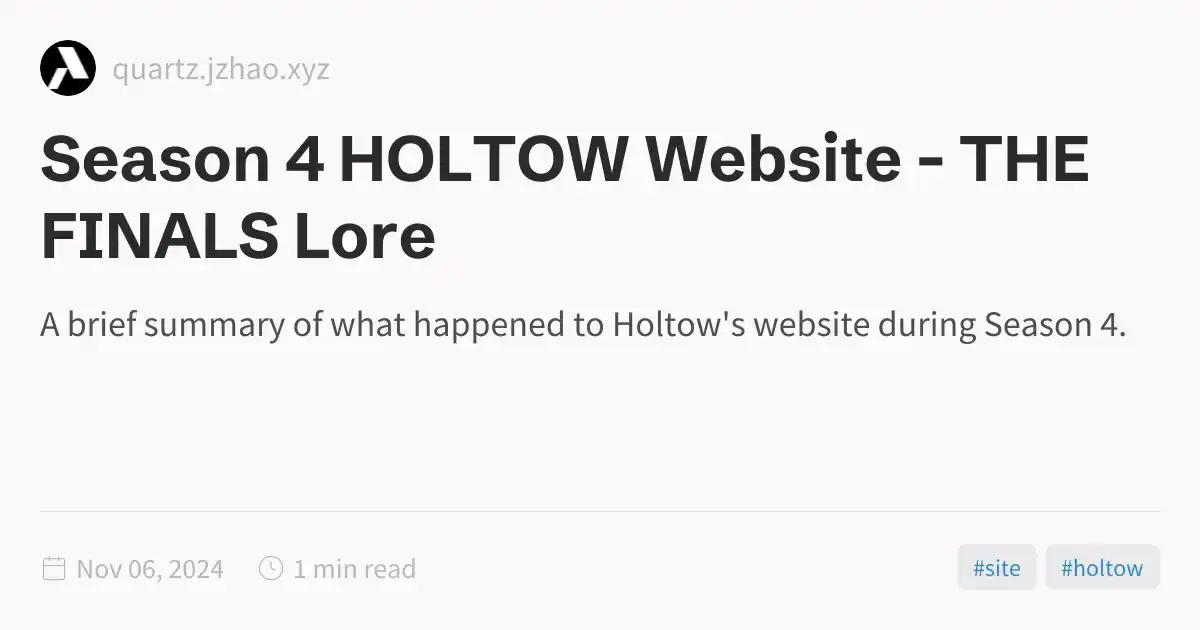 quartz.jzhao.xyz
Season 4 HOLTOW Website - THE
FINALS Lore
A brief summary of what happened to Holtow's website during Season 4.
Nov 06, 2024
1 min read
#site
#holtow